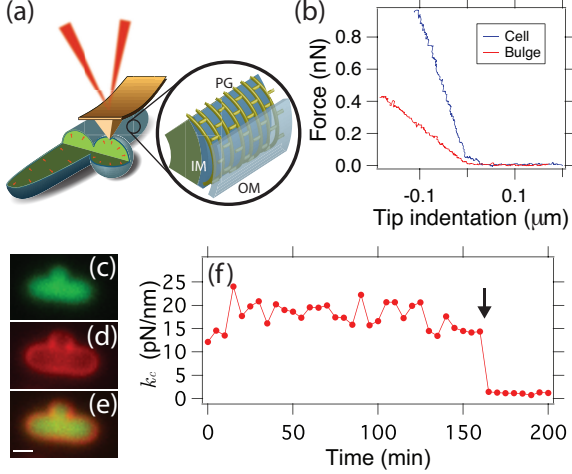 (a)
PG
IM
OM
(b)
Force (nN)
0.8
0.6
0.4
0.2
0.0
Cell
Bulge
-0.1
0.1
Tip indentation (μm)
(c)
(d)
(e)
(f)
k_c (pN/nm)
25
20
15
10
5
0
0
50
100
150
200
Time (min)